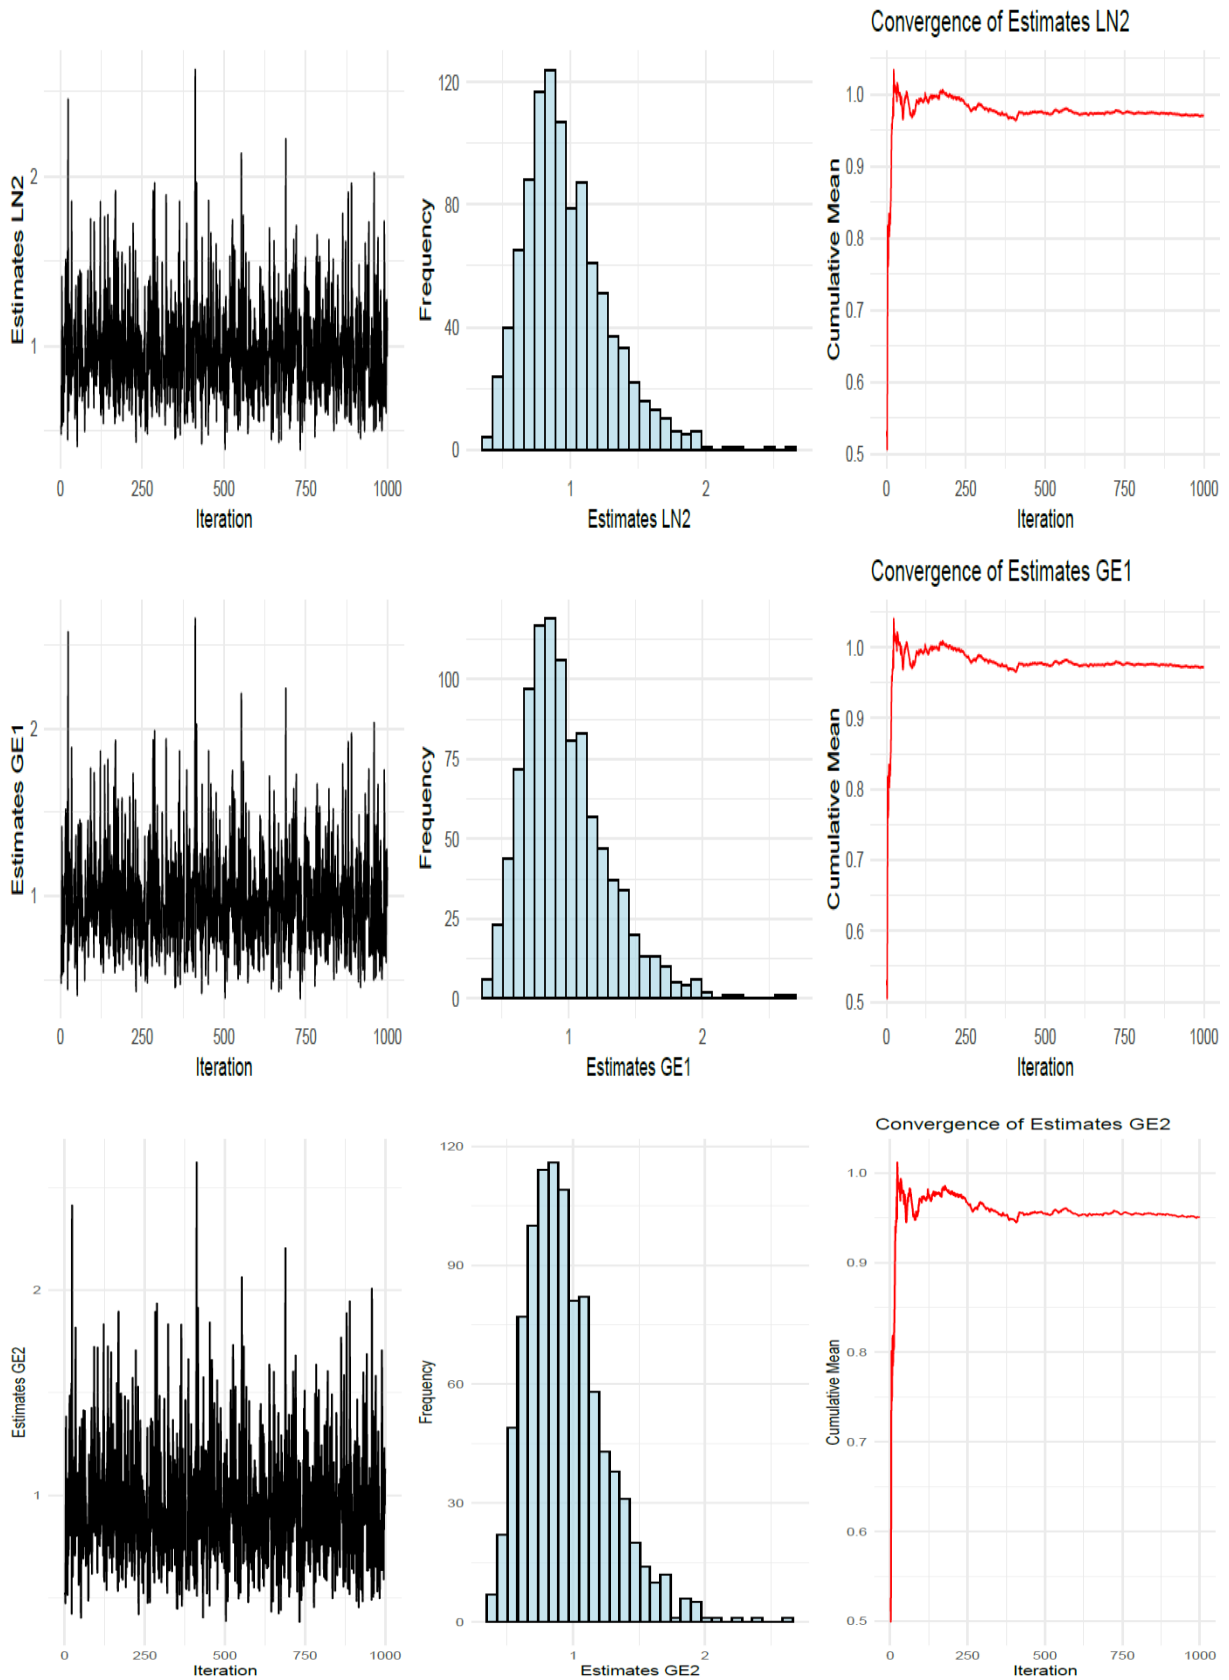 Convergence of Estimates LN2
Estimates LN2
2
1
0 250 500 750 1000
Iteration
Frequency
120
80
40
0
1 2
Estimates LN2
Cumulative Mean
1.0
0.9
0.8
0.7
0.6
0.5
0 250 500 750 1000
Iteration
Convergence of Estimates GE1
Estimates GE1
2
1
0 250 500 750 1000
Iteration
Frequency
100
75
50
25
0
1 2
Estimates GE1
Cumulative Mean
1.0
0.9
0.8
0.7
0.6
0.5
0 250 500 750 1000
Iteration
Convergence of Estimates GE2
Estimates GE2
2
1
0 250 500 750 1000
Iteration
Frequency
120
90
60
30
0
1 2
Estimates GE2
Cumulative Mean
1.0
0.9
0.8
0.7
0.6
0.5
0 250 500 750 1000
Iteration